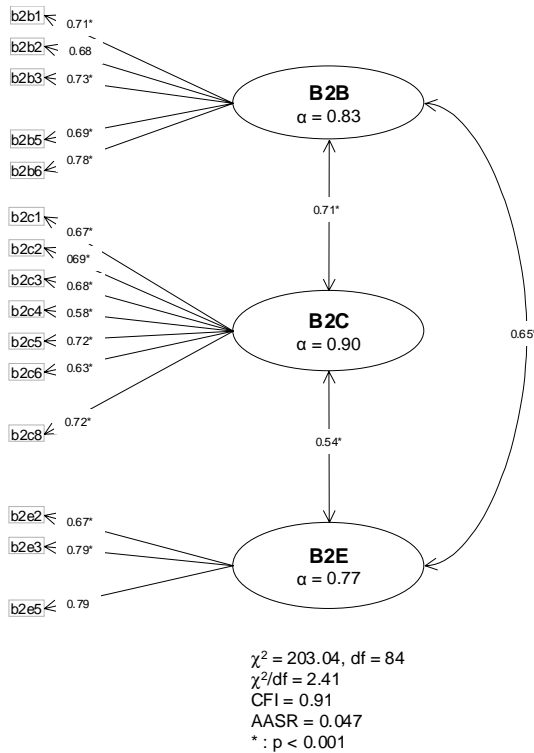 b2b1 0.71*
b2b2 0.68
b2b3 0.73*
b2b5 0.69*
b2b6 0.78*
B2B
α = 0.83
0.71*
b2c1 0.67*
b2c2 069*
b2c3 0.68*
b2c4 0.58*
b2c5 0.72*
b2c6 0.63*
b2c8 0.72*
B2C
α = 0.90
0.65*
0.54*
b2e2 0.67*
b2e3 0.79*
b2e5 0.79
B2E
α = 0.77
χ² = 203.04, df = 84
χ²/df = 2.41
CFI = 0.91
AASR = 0.047
* : p < 0.001